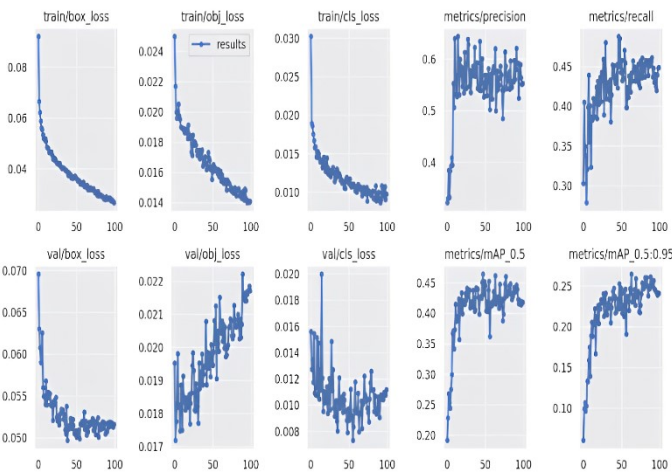 train/box_loss
train/obj_loss
train/cls_loss
metrics/precision
metrics/recall
0.08
0.06
0.04
0 50 100
results
0.024
0.022
0.020
0.018
0.016
0.014
0 50 100
0.030
0.025
0.020
0.015
0.010
0 50 100
0.6
0.5
0.4
0 50 100
0.45
0.40
0.35
0.30
0 50 100
val/box_loss
val/obj_loss
val/cls_loss
metrics/mAP_0.5
metrics/mAP_0.5:0.95
0.070
0.065
0.060
0.055
0.050
0 50 100
0.022
0.021
0.020
0.019
0.018
0.017
0 50 100
0.020
0.018
0.016
0.014
0.012
0.010
0.008
0 50 100
0.45
0.40
0.35
0.30
0.25
0.20
0 50 100
0.25
0.20
0.15
0.10
0 50 100